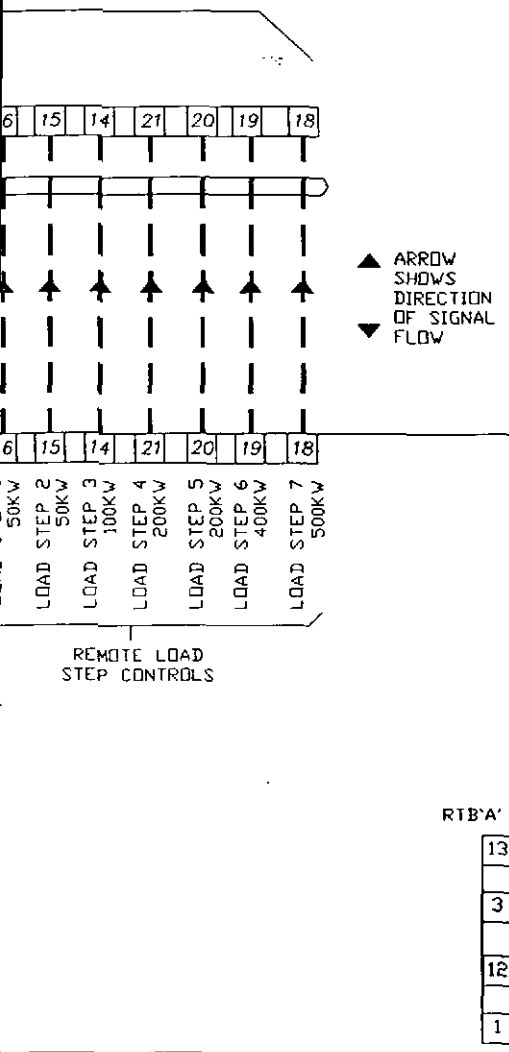 6 15 14 21 20 19 18
ARROW
SHOWS
DIRECTION
OF SIGNAL
FLOW
6 15 14 21 20 19 18
50KW
LOAD STEP 2
50KW
LOAD STEP 3
100KW
LOAD STEP 4
200KW
LOAD STEP 5
200KW
LOAD STEP 6
400KW
LOAD STEP 7
500KW
REMOTE LOAD
STEP CONTROLS
RTB'A'
13
3
12
1